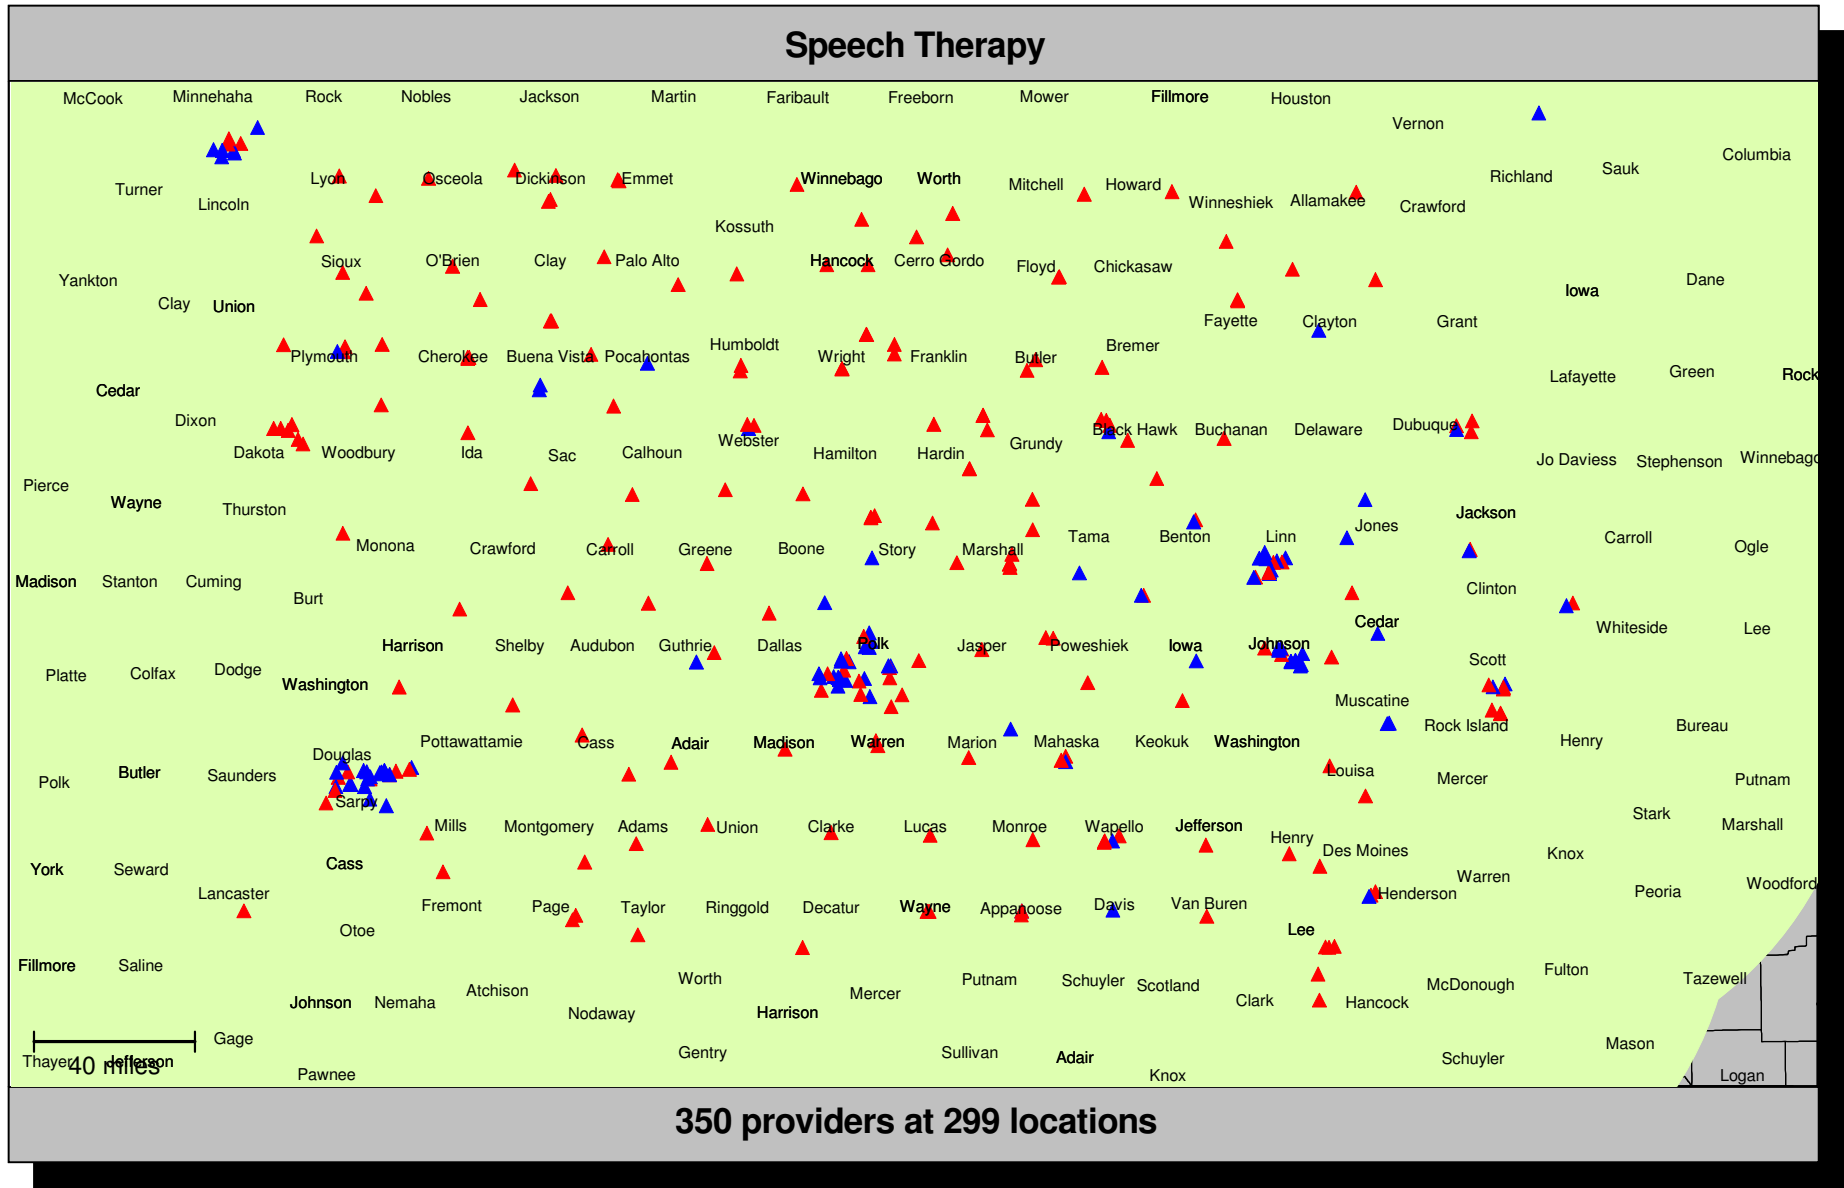 Speech Therapy
McCook Minnehaha Rock Nobles Jackson Martin Faribault Freeborn Mower Fillmore Houston
Vernon
Columbia
Sauk
Richland
Turner Lyon Osceola Dickinson Emmet Winnebago Worth Mitchell Howard
Lincoln Winneshiek Allamakee Crawford
Kossuth
Sioux O'Brien Clay Palo Alto Hancock Cerro Gordo Floyd Chickasaw
Yankton Iowa Dane
Clay Union
Fayette Clayton Grant
Plymouth Cherokee Buena Vista Pocahontas Humboldt Wright Franklin Butler Bremer
Lafayette Green Rock
Cedar
Dixon Webster Black Hawk Buchanan Delaware Dubuque
Dakota Woodbury Ida Sac Calhoun Hamilton Hardin Grundy
Jo Daviess Stephenson Winnebago
Pierce
Wayne Thurston Jackson
Jones
Monona Crawford Carroll Greene Boone Story Marshall Tama Benton Linn Carroll Ogle
Madison Stanton Cuming Clinton
Burt
Cedar Whiteside Lee
Harrison Shelby Audubon Guthrie Dallas Polk Jasper Poweshiek Iowa Johnson
Platte Colfax Dodge Scott
Washington
Muscatine
Rock Island Bureau
Pottawattamie Cass Adair Madison Warren Marion Mahaska Keokuk Washington Henry
Douglas
Polk Butler Saunders Louisa Mercer Putnam
Sarpy
Stark
Mills Montgomery Adams Union Clarke Lucas Monroe Wapello Jefferson Marshall
Henry
Des Moines Knox
York Seward Cass
Warren Woodford
Lancaster Henderson Peoria
Fremont Page Taylor Ringgold Decatur Wayne Appanoose Davis Van Buren
Otoe Lee
Fillmore Saline Fulton
Worth Putnam Schuyler Scotland McDonough Tazewell
Johnson Nemaha Atchison Mercer Clark Hancock
Nodaway Harrison
Gage Mason
Thayer Jefferson Gentry Sullivan Adair Schuyler
40 miles
Pawnee Knox Logan
350 providers at 299 locations